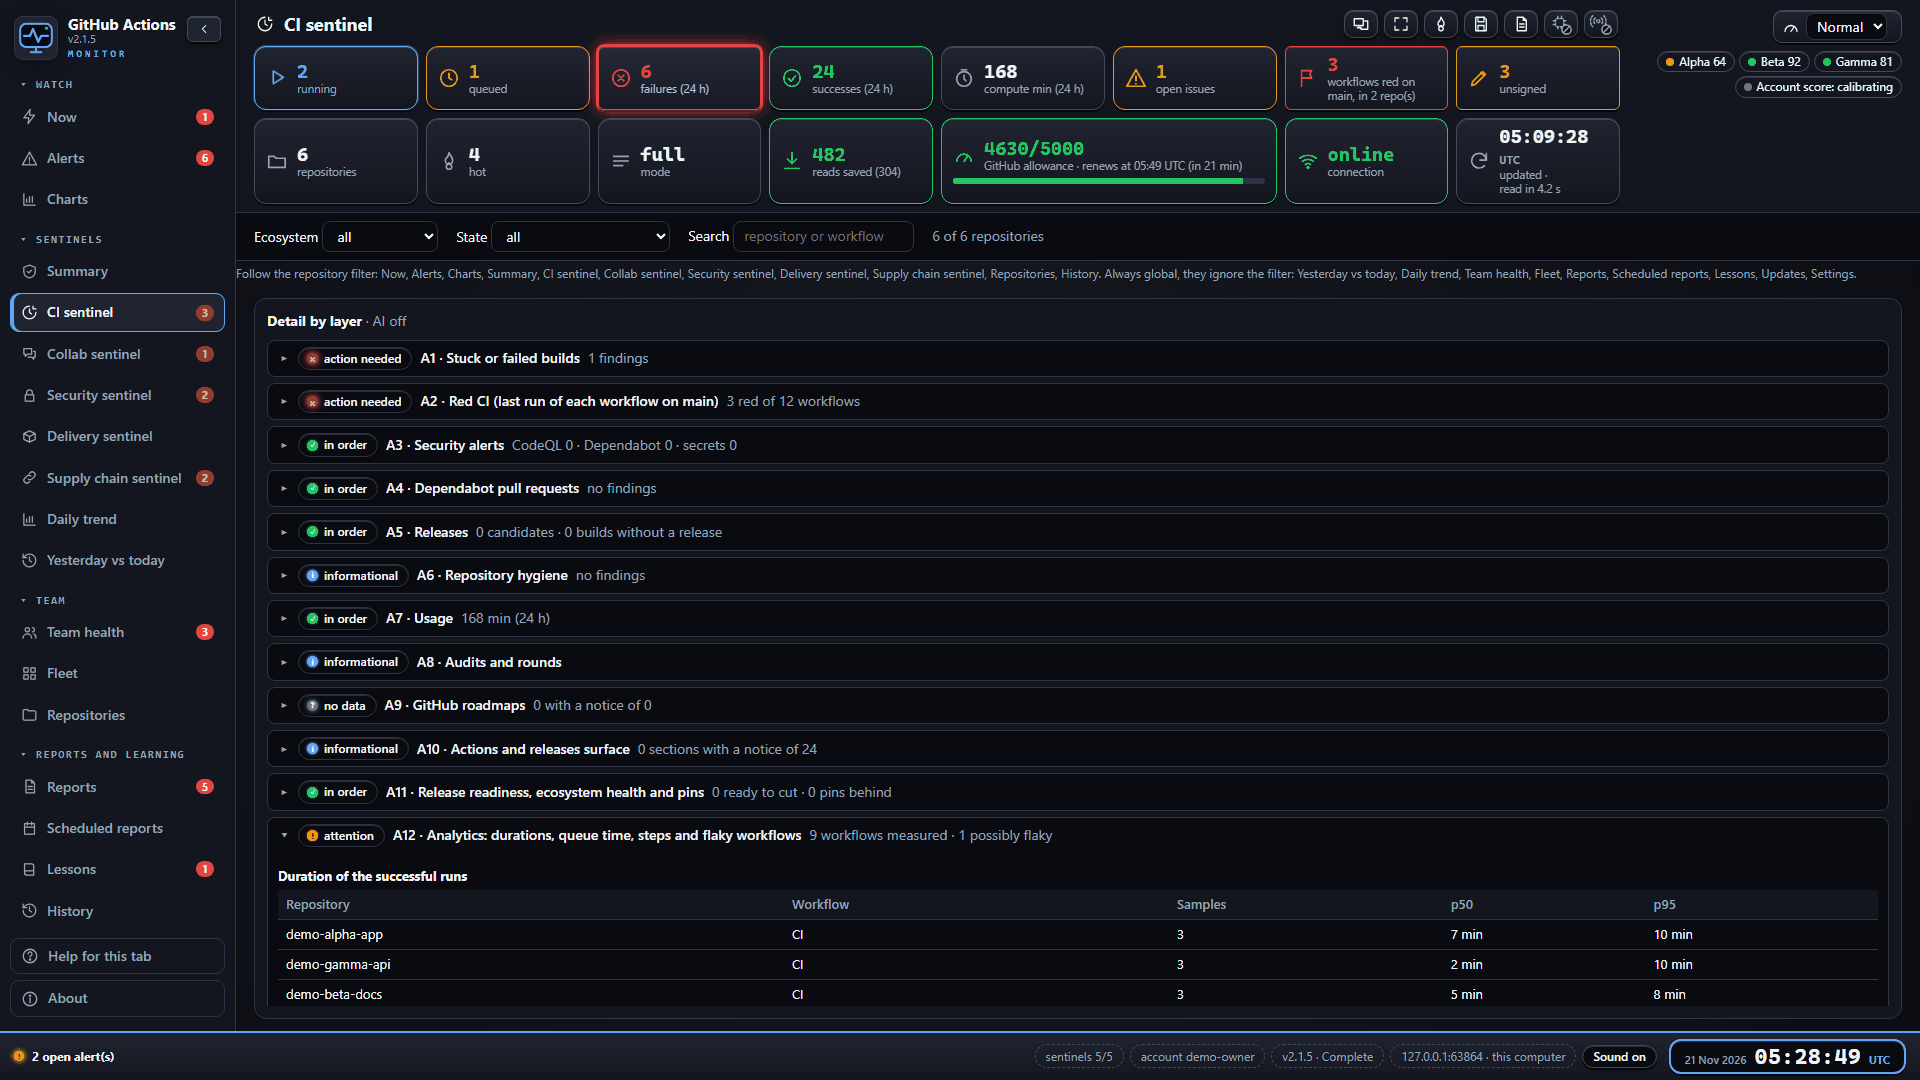 GitHub Actions
v2.1.5
MONITOR
WATCH
Now 1
Alerts 6
Charts
SENTINELS
Summary
CI sentinel 3
Collab sentinel 1
Security sentinel 2
Delivery sentinel
Supply chain sentinel 2
Daily trend
Yesterday vs today
TEAM
Team health 3
Fleet
Repositories
REPORTS AND LEARNING
Reports 5
Scheduled reports
Lessons 1
History
Help for this tab
About
CI sentinel
Normal
2
running
1
queued
6
failures (24 h)
24
successes (24 h)
168
compute min (24 h)
1
open issues
3
workflows red on
main, in 2 repo(s)
3
unsigned
Alpha 64
Beta 92
Gamma 81
Account score: calibrating
6
repositories
4
hot
full
mode
482
reads saved (304)
4630/5000
GitHub allowance · renews at 05:49 UTC (in 21 min)
online
connection
05:09:28
UTC
updated ·
read in 4.2 s
Ecosystem all State all Search repository or workflow 6 of 6 repositories
Follow the repository filter: Now, Alerts, Charts, Summary, CI sentinel, Collab sentinel, Security sentinel, Delivery sentinel, Supply chain sentinel, Repositories, History. Always global, they ignore the filter: Yesterday vs today, Daily trend, Team health, Fleet, Reports, Scheduled reports, Lessons, Updates, Settings.
Detail by layer · AI off
action needed A1 · Stuck or failed builds 1 findings
action needed A2 · Red CI (last run of each workflow on main) 3 red of 12 workflows
in order A3 · Security alerts CodeQL 0 · Dependabot 0 · secrets 0
in order A4 · Dependabot pull requests no findings
in order A5 · Releases 0 candidates · 0 builds without a release
informational A6 · Repository hygiene no findings
in order A7 · Usage 168 min (24 h)
informational A8 · Audits and rounds
no data A9 · GitHub roadmaps 0 with a notice of 0
informational A10 · Actions and releases surface 0 sections with a notice of 24
in order A11 · Release readiness, ecosystem health and pins 0 ready to cut · 0 pins behind
attention A12 · Analytics: durations, queue time, steps and flaky workflows 9 workflows measured · 1 possibly flaky
Duration of the successful runs
Repository Workflow Samples p50 p95
demo-alpha-app CI 3 7 min 10 min
demo-gamma-api CI 3 2 min 10 min
demo-beta-docs CI 3 5 min 8 min
2 open alert(s)
sentinels 5/5
account demo-owner
v2.1.5 · Complete
127.0.0.1:63864 · this computer
Sound on
21 Nov 2026 05:28:49 UTC